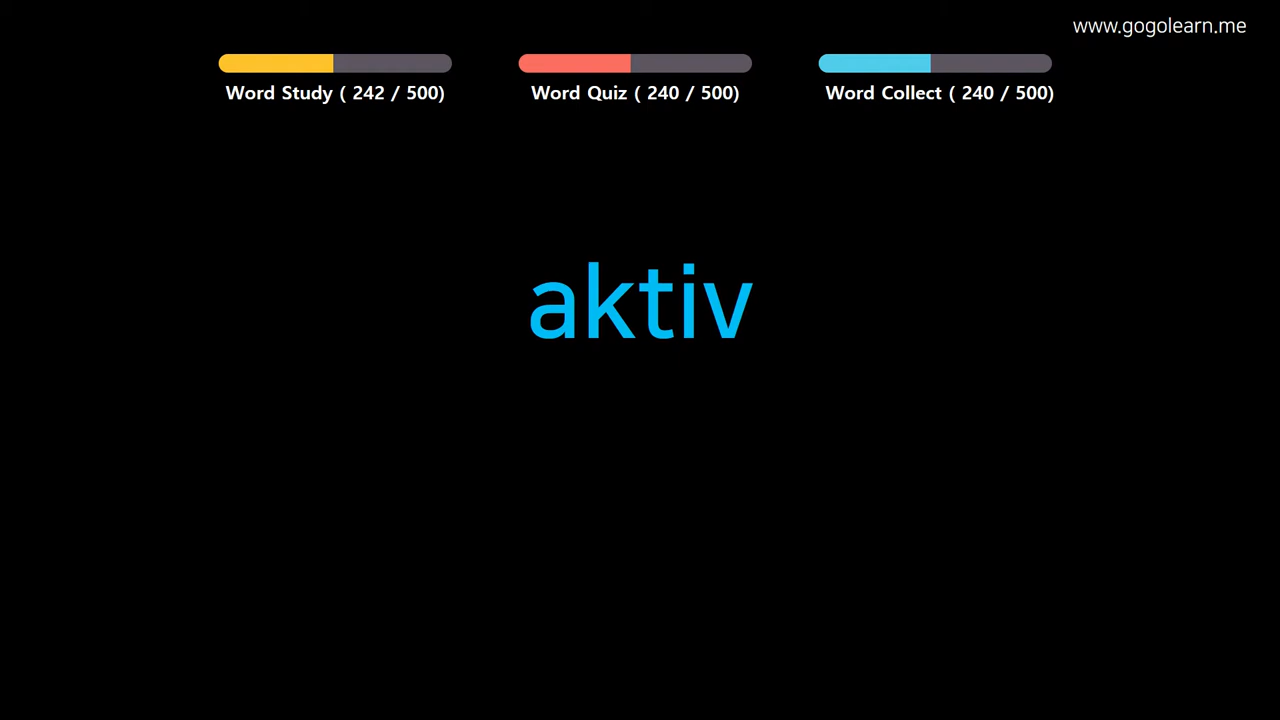 www.gogolearn.me
Word Study ( 242 / 500)
Word Quiz ( 240 / 500)
Word Collect ( 240 / 500)
aktiv